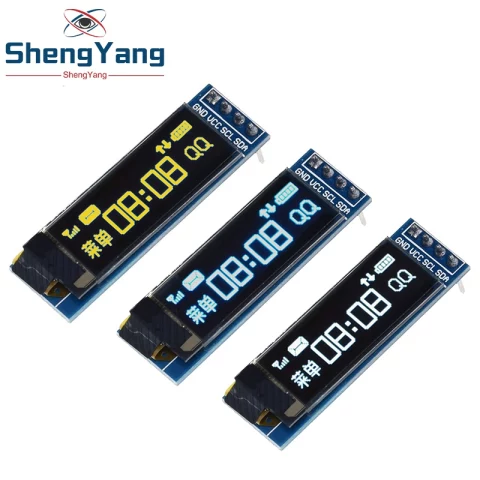 ShengYang
ShengYang
GND VCC SCL SDA
08:08 QQ
菜单
GND VCC SCL SDA
08:08 QQ
菜单
GND VCC SCL SDA
08:08 QQ
菜单